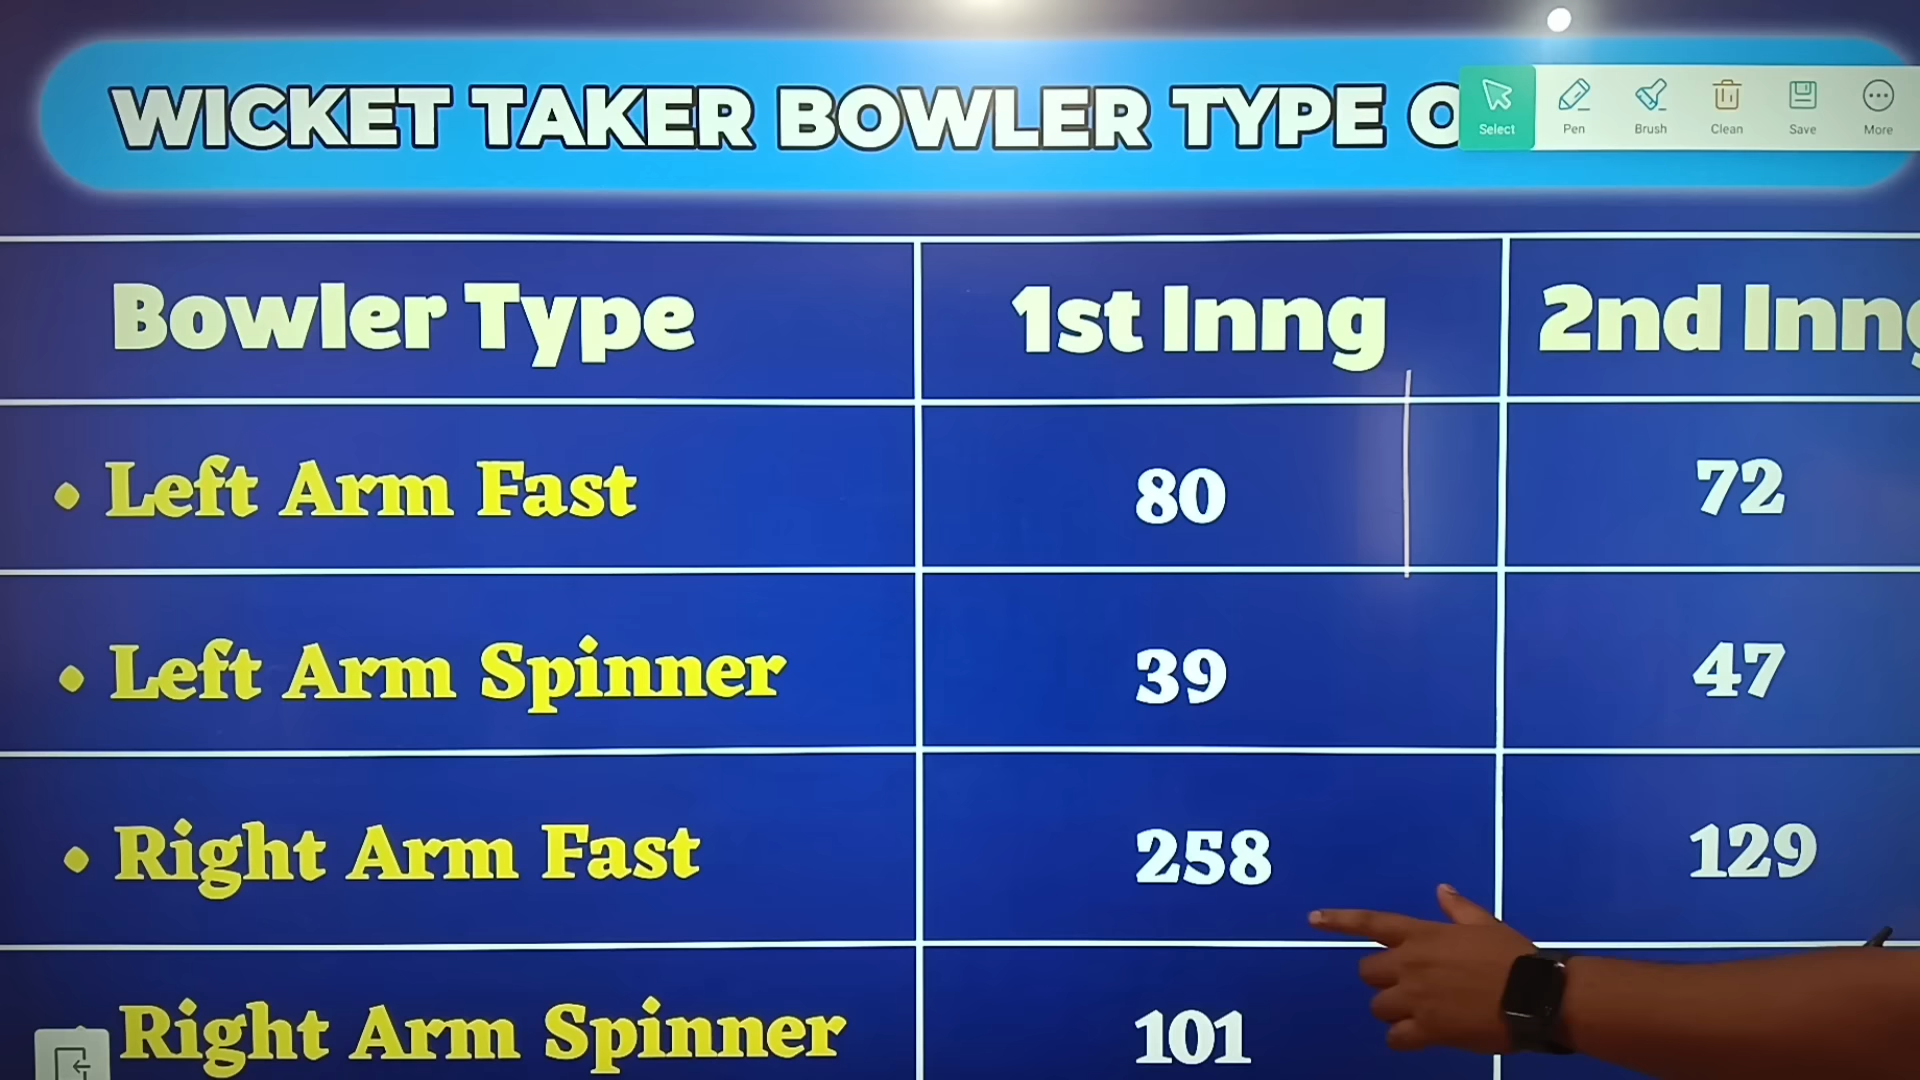 WICKET TAKER BOWLER TYPE
Select Pen Brush Clean Save More
Bowler Type 1st Inng 2nd Inng
• Left Arm Fast 80 72
• Left Arm Spinner 39 47
• Right Arm Fast 258 129
Right Arm Spinner 101